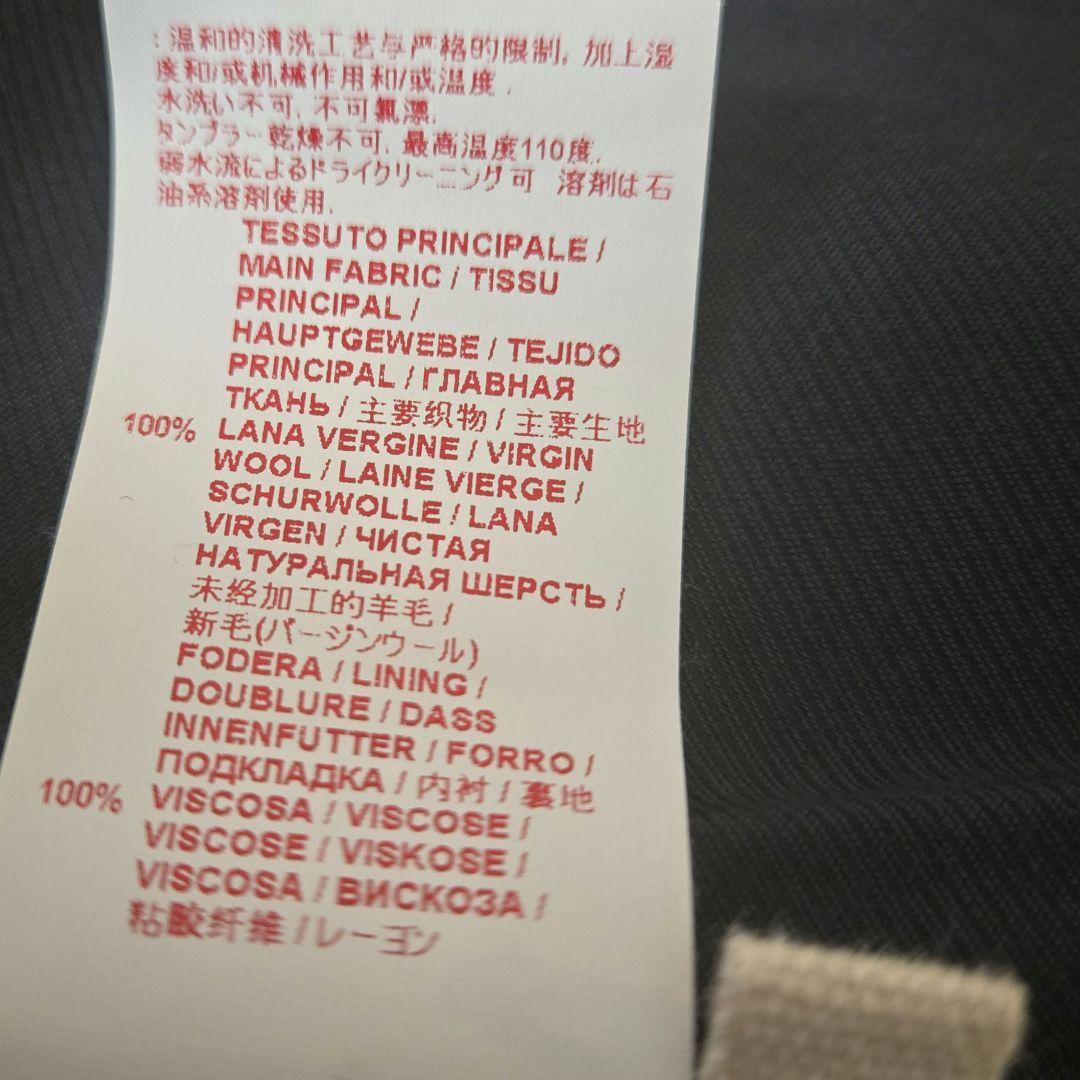 : 温和的清洗工艺与严格的限制, 加上湿
度和/或机械作用和/或温度 .
水洗い不可, 不可氯漂,
タンブラー乾燥不可, 最高温度110度,
弱水流によるドライクリーニング可 溶剤は石
油系溶剤使用,
TESSUTO PRINCIPALE /
MAIN FABRIC / TISSU
PRINCIPAL /
HAUPTGEWEBE / TEJIDO
PRINCIPAL / ГЛАВНАЯ
ТКАНЬ / 主要织物 / 主要生地
100% LANA VERGINE / VIRGIN
WOOL / LAINE VIERGE /
SCHURWOLLE / LANA
VIRGEN / ЧИСТАЯ
НАТУРАЛЬНАЯ ШЕРСТЬ /
未经加工的羊毛 /
新毛(バージンウール)
FODERA / LINING /
DOUBLURE / DASS
INNENFUTTER / FORRO /
ПОДКЛАДКА / 内衬 / 裏地
100% VISCOSA / VISCOSE /
VISCOSE / VISKOSE /
VISCOSA / ВИСКОЗА /
粘胶纤维 / レーヨン